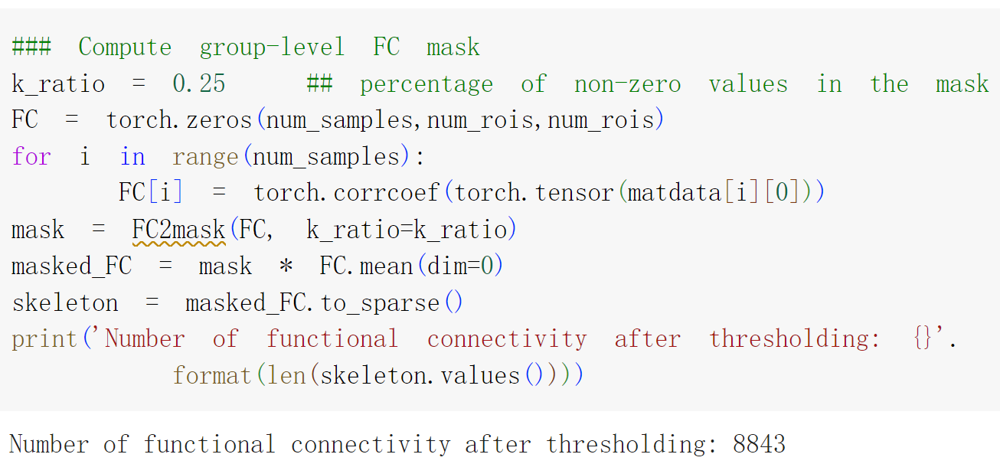 ### Compute group-level FC mask
k_ratio = 0.25 ## percentage of non-zero values in the mask
FC = torch.zeros(num_samples,num_rois,num_rois)
for i in range(num_samples):
FC[i] = torch.corrcoef(torch.tensor(matdata[i][0]))
mask = FC2mask(FC, k_ratio=k_ratio)
masked_FC = mask * FC.mean(dim=0)
skeleton = masked_FC.to_sparse()
print('Number of functional connectivity after thresholding: {}'.
format(len(skeleton.values())))
Number of functional connectivity after thresholding: 8843